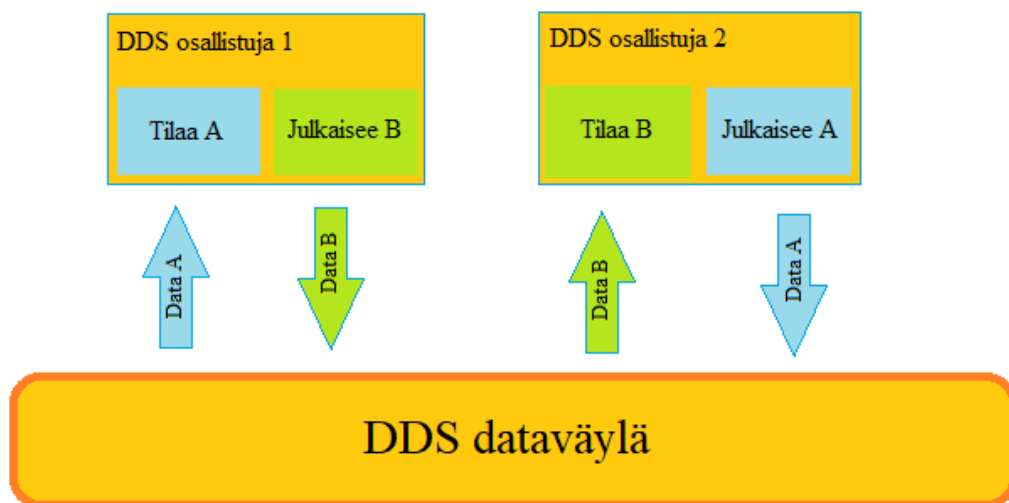 DDS osallistuja 1
Tilaa A
Julkaisee B
DDS osallistuja 2
Tilaa B
Julkaisee A
Data A
Data B
Data B
Data A
DDS dataväylä